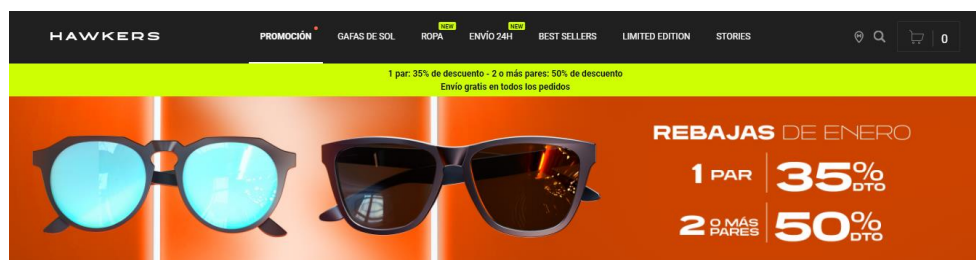 HAWKERS
PROMOCIÓN
GAFAS DE SOL
ROPA
NEW
ENVÍO 24H
NEW
BEST SELLERS
LIMITED EDITION
STORIES
0
1 par: 35% de descuento - 2 o más pares: 50% de descuento
Envío gratis en todos los pedidos
REBAJAS DE ENERO
1 PAR 35% DTO
2 O MÁS PARES 50% DTO